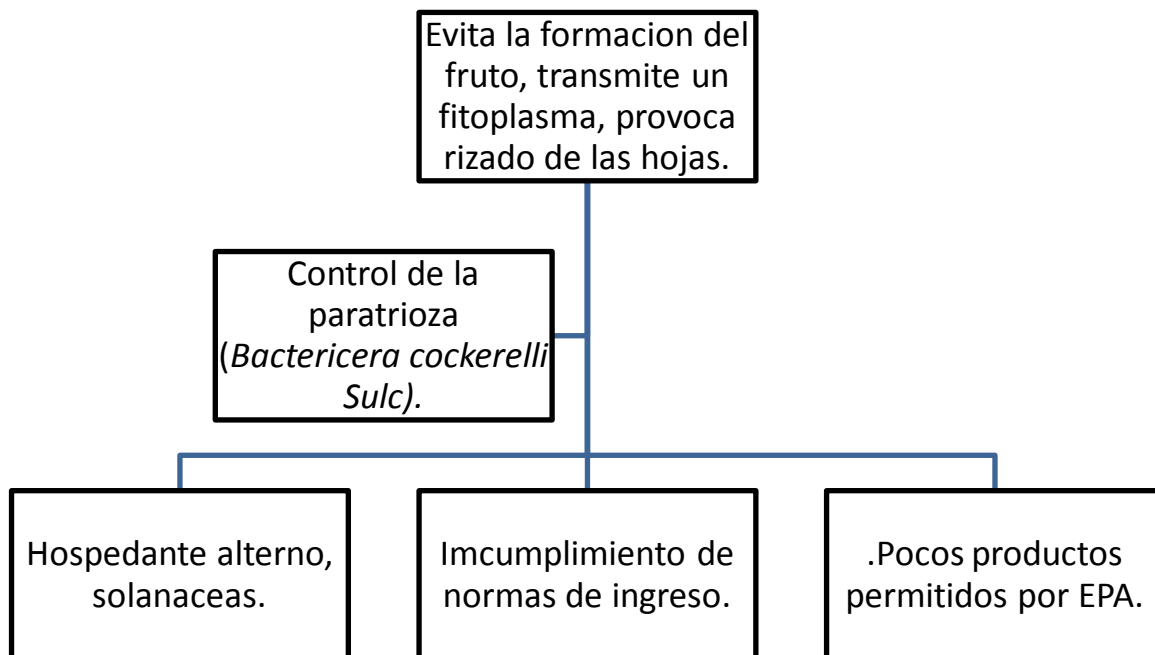 Evita la formacion del
fruto, transmite un
fitoplasma, provoca
rizado de las hojas.
Control de la
paratrioza
(Bactericera cockerelli
Sulc).
Hospedante alterno,
solanaceas.
Imcumplimiento de
normas de ingreso.
.Pocos productos
permitidos por EPA.